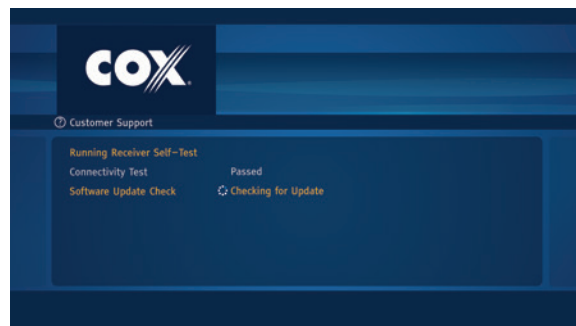 COX.
? Customer Support
Running Receiver Self-Test
Connectivity Test Passed
Software Update Check Checking for Update